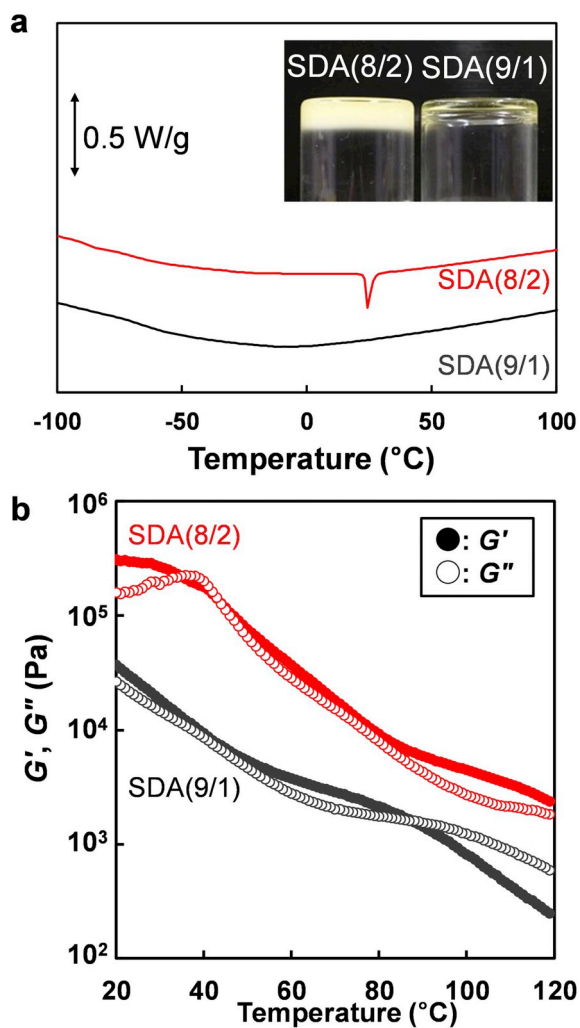 a
SDA(8/2) SDA(9/1)
0.5 W/g
SDA(8/2)
SDA(9/1)
-100 -50 0 50 100
Temperature (°C)
b
10⁶
SDA(8/2)
●: G'
○: G"
10⁵
G', G" (Pa)
10⁴
SDA(9/1)
10³
10²
20 40 60 80 100 120
Temperature (°C)